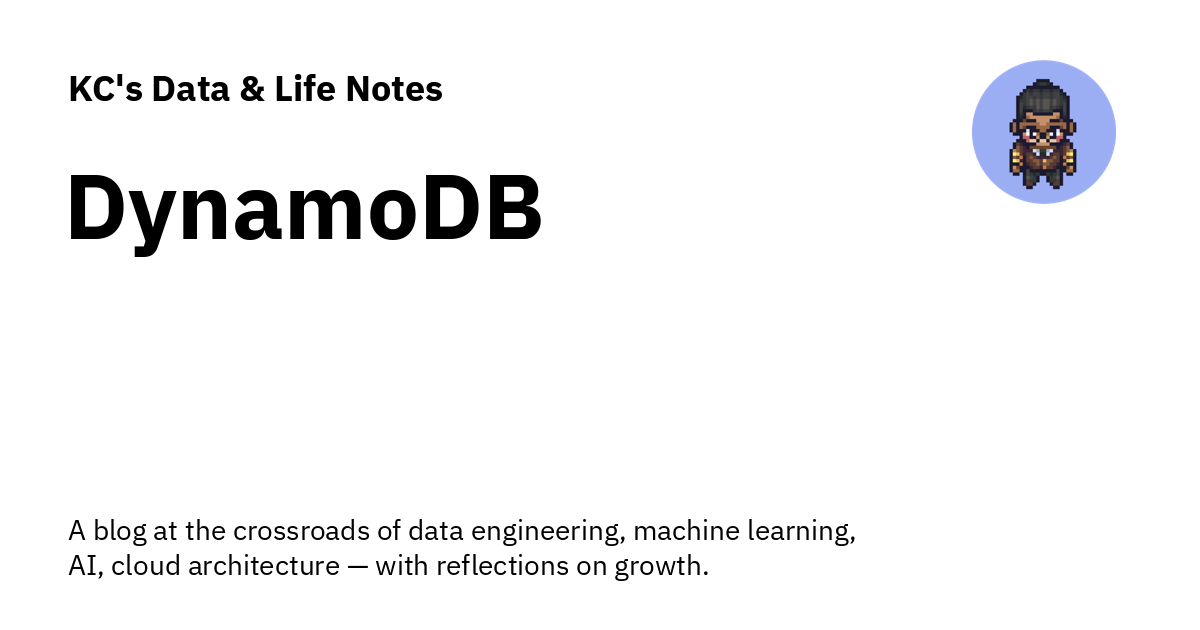 KC's Data & Life Notes
DynamoDB
A blog at the crossroads of data engineering, machine learning,
AI, cloud architecture — with reflections on growth.